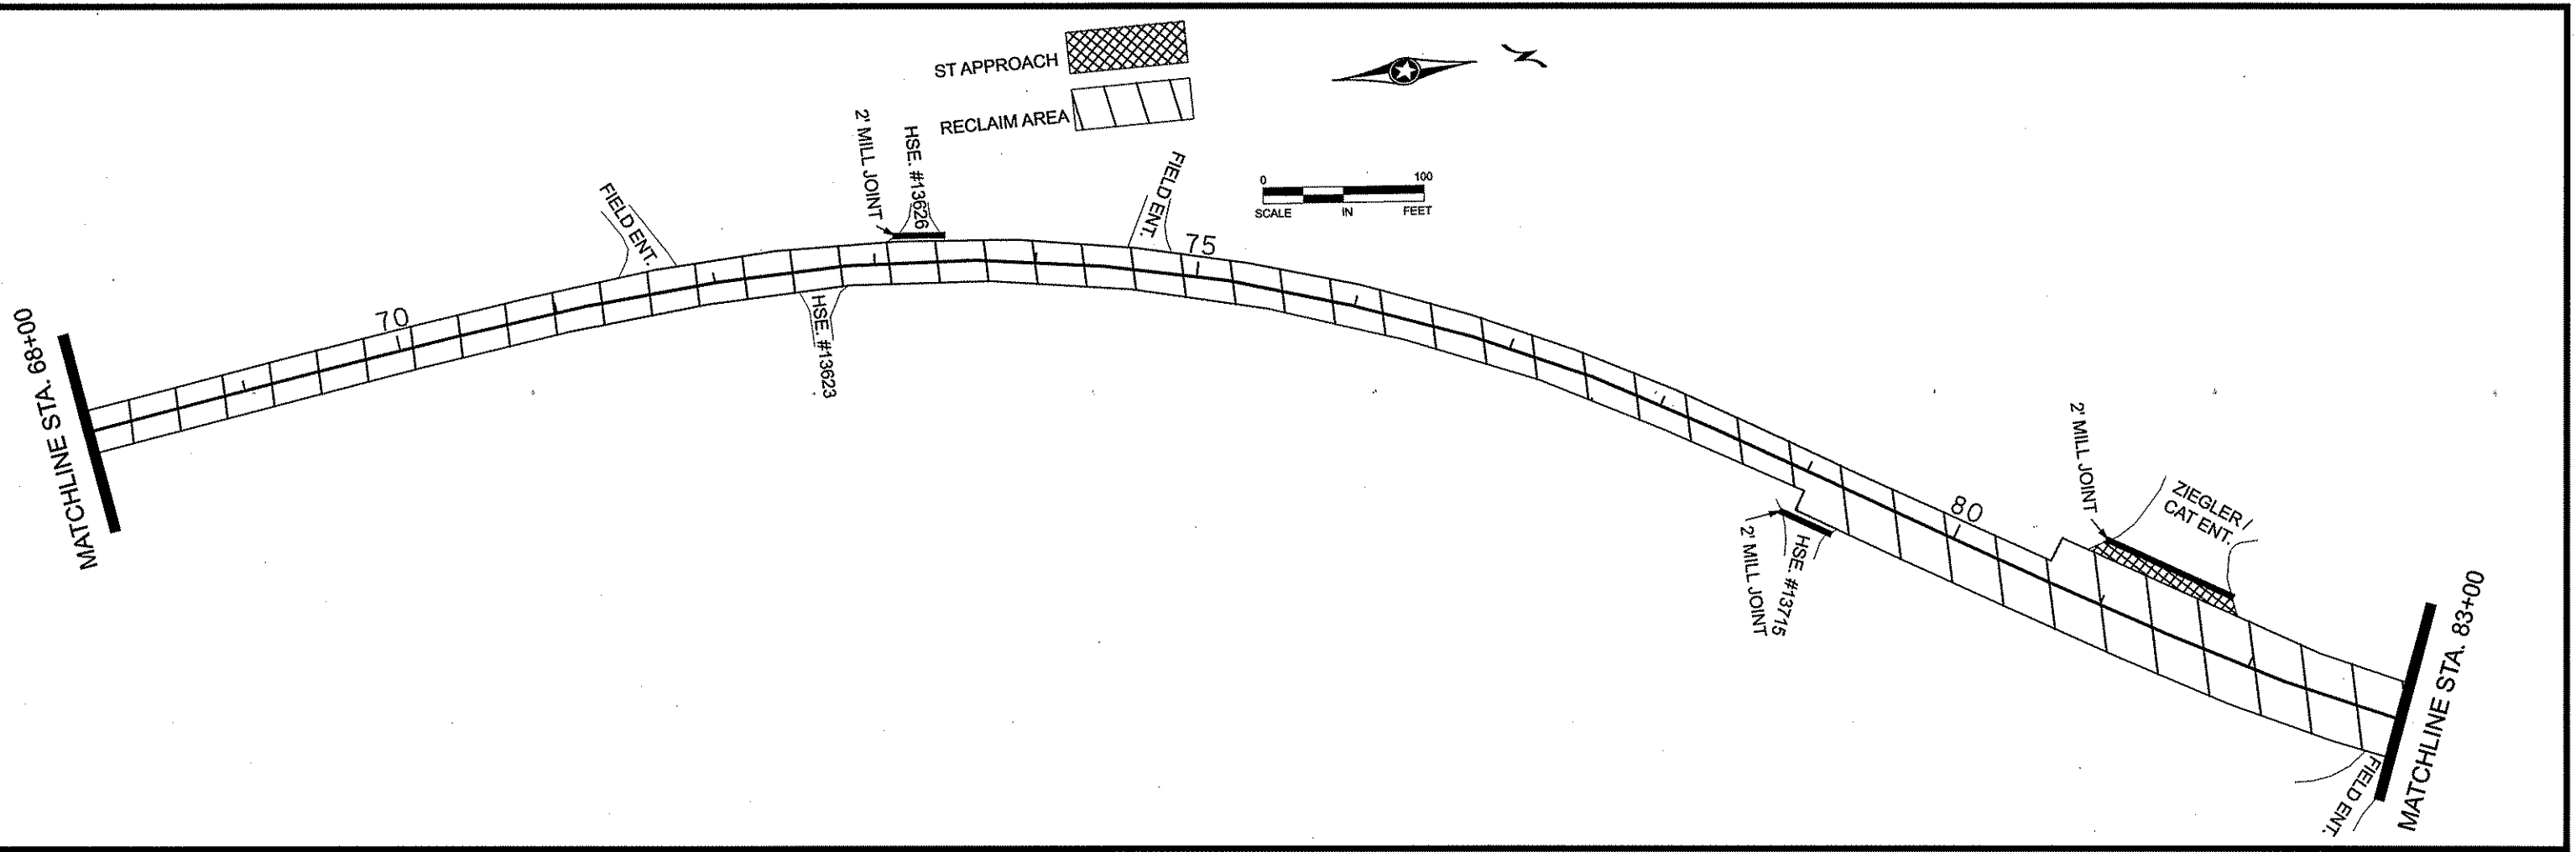 ST APPROACH
RECLAIM AREA
N
0 100
SCALE IN FEET
MATCHLINE STA. 68+00
70
FIELD ENT.
2' MILL JOINT
HSE. #13626
HSE. #13623
FIELD ENT.
75
2' MILL JOINT
HSE. #13715
80
2' MILL JOINT
ZIEGLER /
CAT ENT.
FIELD ENT.
MATCHLINE STA. 83+00